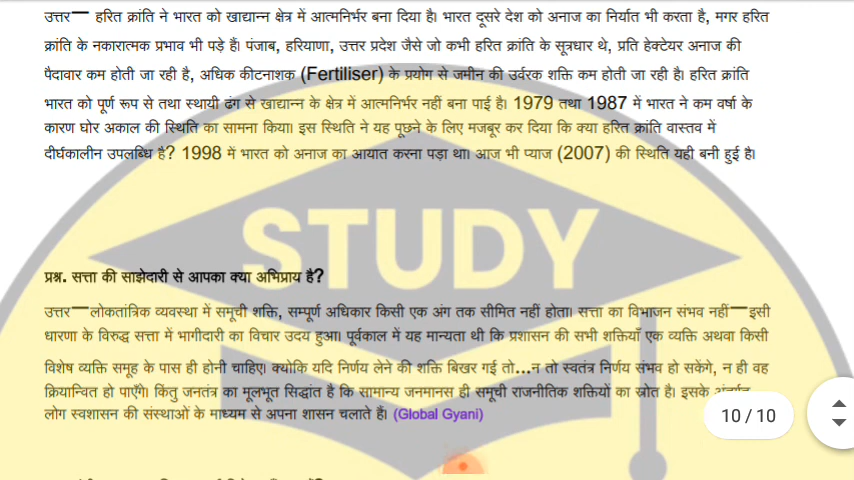 उत्तर— हरित क्रांति ने भारत को खाद्यान्न क्षेत्र में आत्मनिर्भर बना दिया है। भारत दूसरे देश को अनाज का निर्यात भी करता है, मगर हरित
क्रांति के नकारात्मक प्रभाव भी पड़े हैं। पंजाब, हरियाणा, उत्तर प्रदेश जैसे जो कभी हरित क्रांति के सूत्रधार थे, प्रति हेक्टेयर अनाज की
पैदावार कम होती जा रही है, अधिक कीटनाशक (Fertiliser) के प्रयोग से जमीन की उर्वरक शक्ति कम होती जा रही है। हरित क्रांति
भारत को पूर्ण रूप से तथा स्थायी ढंग से खाद्यान्न के क्षेत्र में आत्मनिर्भर नहीं बना पाई है। 1979 तथा 1987 में भारत ने कम वर्षा के
कारण घोर अकाल की स्थिति का सामना किया। इस स्थिति ने यह पूछने के लिए मजबूर कर दिया कि क्या हरित क्रांति वास्तव में
दीर्घकालीन उपलब्धि है? 1998 में भारत को अनाज का आयात करना पड़ा था। आज भी प्याज (2007) की स्थिति यही बनी हुई है।
STUDY
प्रश्न. सत्ता की साझेदारी से आपका क्या अभिप्राय है?
उत्तर—लोकतांत्रिक व्यवस्था में समूची शक्ति, सम्पूर्ण अधिकार किसी एक अंग तक सीमित नहीं होता। सत्ता का विभाजन संभव नहीं—इसी
धारणा के विरुद्ध सत्ता में भागीदारी का विचार उदय हुआ। पूर्वकाल में यह मान्यता थी कि प्रशासन की सभी शक्तियाँ एक व्यक्ति अथवा किसी
विशेष व्यक्ति समूह के पास ही होनी चाहिए। क्योकि यदि निर्णय लेने की शक्ति बिखर गई तो...न तो स्वतंत्र निर्णय संभव हो सकेंगे, न ही वह
क्रियान्वित हो पाएँगे। किंतु जनतंत्र का मूलभूत सिद्धांत है कि सामान्य जनमानस ही समूची राजनीतिक शक्तियों का स्रोत है। इसके
लोग स्वशासन की संस्थाओं के माध्यम से अपना शासन चलाते हैं। (Global Gyani)
10 / 10